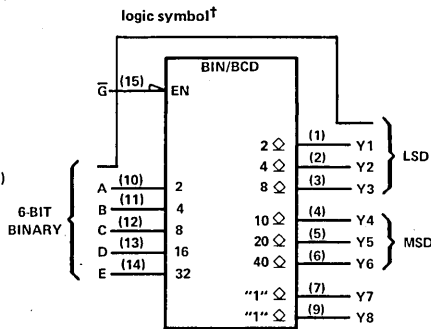 logic symbol†
BIN/BCD
G̅ (15) EN
2 (1) Y1
4 (2) Y2
8 (3) Y3
LSD
)
6-BIT
BINARY
A (10) 2
B (11) 4
C (12) 8
D (13) 16
E (14) 32
10 (4) Y4
20 (5) Y5
40 (6) Y6
MSD
"1" (7) Y7
"1" (9) Y8